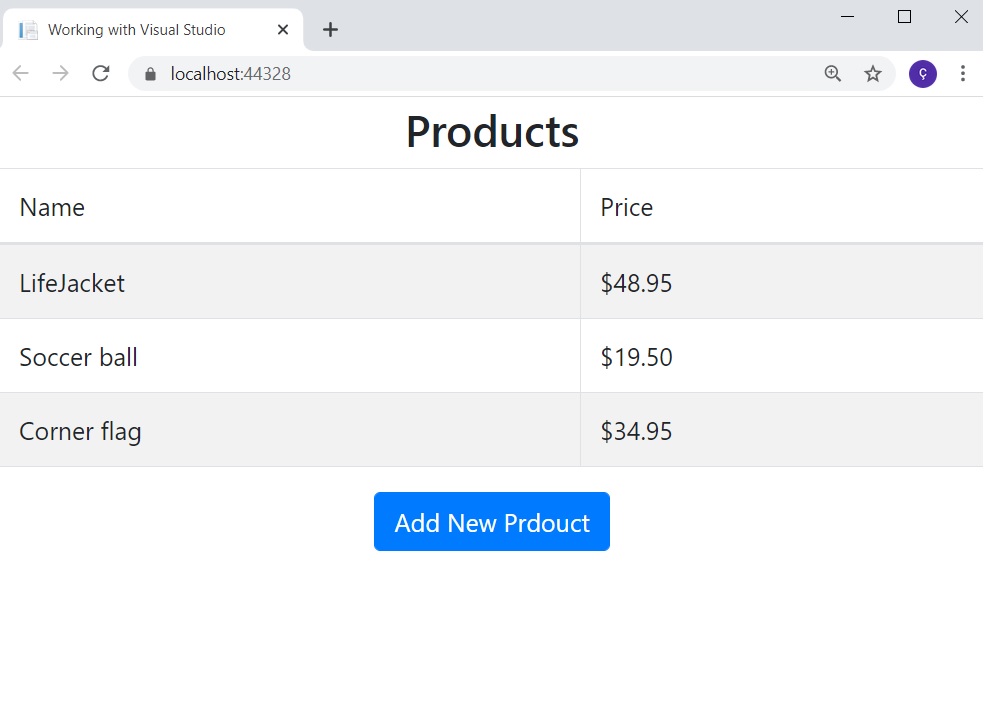 Working with Visual Studio
localhost:44328
ç
Products
Name Price
LifeJacket $48.95
Soccer ball $19.50
Corner flag $34.95
Add New Prdouct